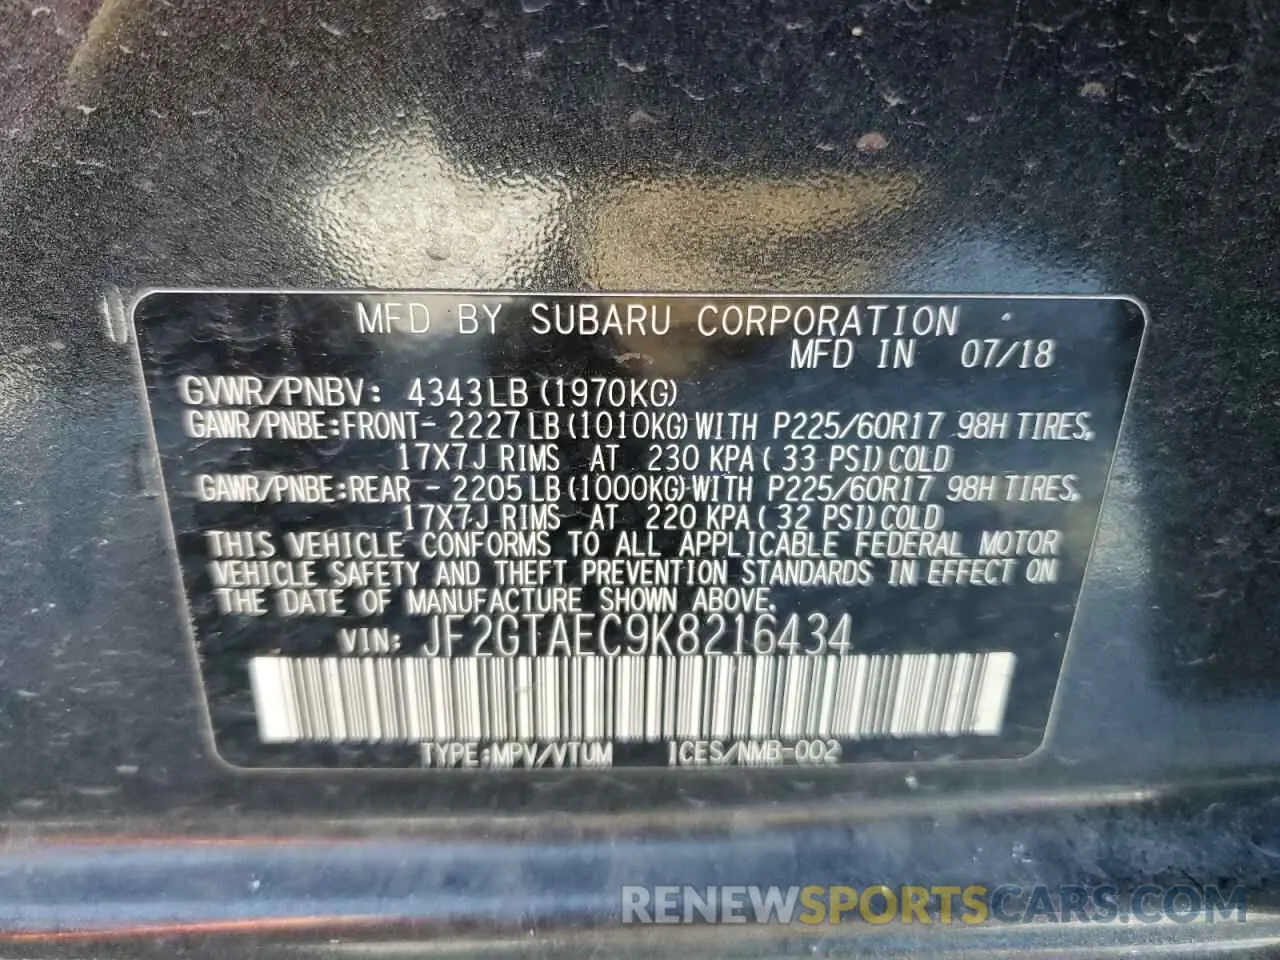 MFD BY SUBARU CORPORATION
MFD IN 07/18
GVWR/PNBV: 4343LB (1970KG)
GAWR/PNBE:FRONT- 2227LB (1010KG) WITH P225/60R17 98H TIRES,
17X7J RIMS AT 230 KPA ( 33 PSI) COLD
GAWR/PNBE:REAR - 2205LB (1000KG) WITH P225/60R17 98H TIRES,
17X7J RIMS AT 220 KPA ( 32 PSI) COLD
THIS VEHICLE CONFORMS TO ALL APPLICABLE FEDERAL MOTOR
VEHICLE SAFETY AND THEFT PREVENTION STANDARDS IN EFFECT ON
THE DATE OF MANUFACTURE SHOWN ABOVE.
VIN: JF2GTAEC9K8216434
TYPE:MPV/VTUM ICES/NMB-002
RENEWSPORTSCARS.COM